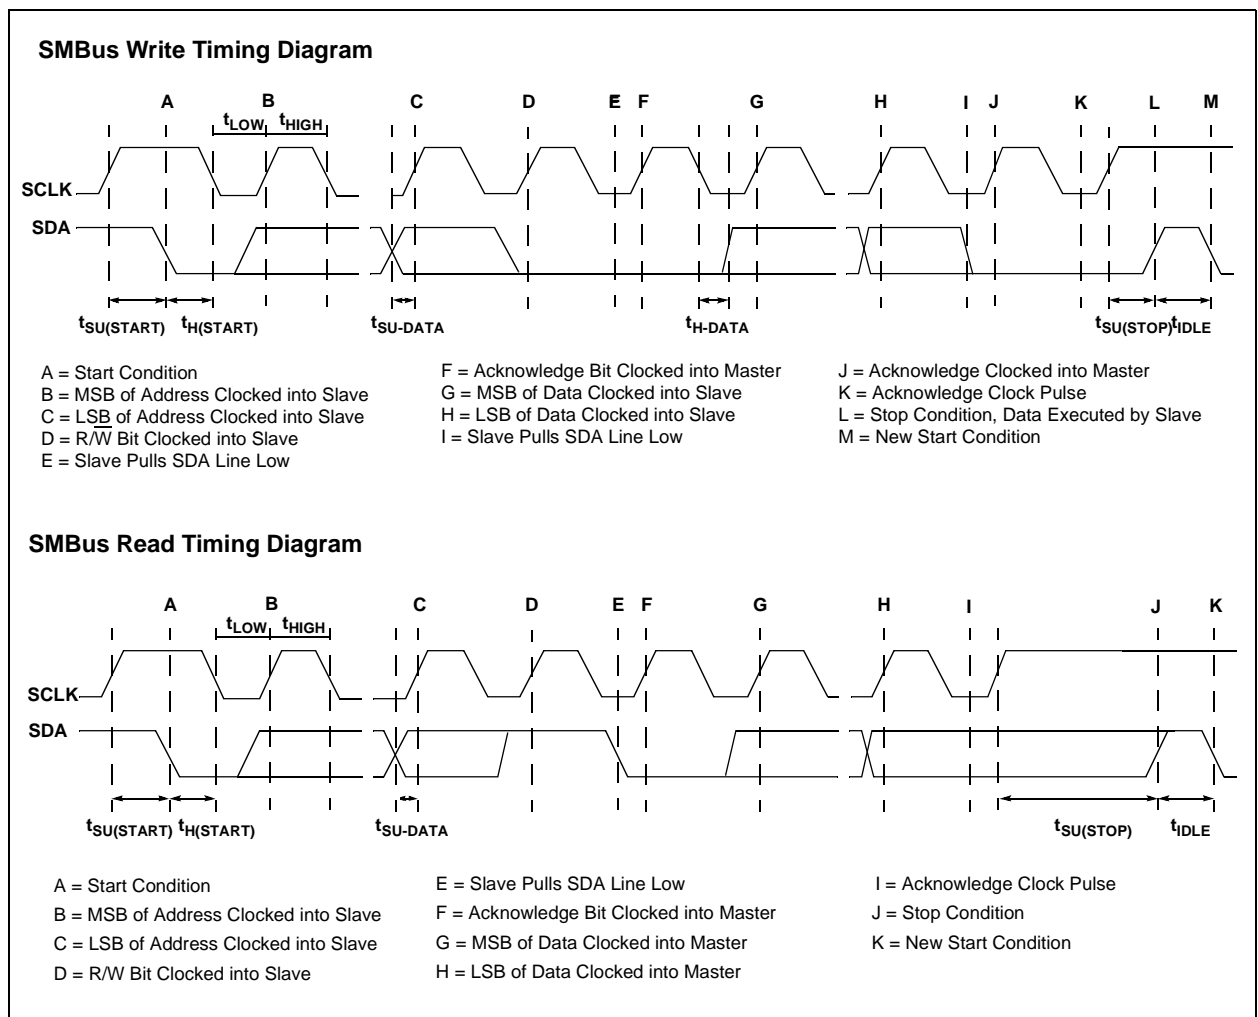 SMBus Write Timing Diagram
A B C D E F G H I J K L M
tLOW tHIGH
SCLK
SDA
tSU(START) tH(START) tSU-DATA tH-DATA tSU(STOP) tIDLE
A = Start Condition
B = MSB of Address Clocked into Slave
C = LSB of Address Clocked into Slave
D = R/W̅ Bit Clocked into Slave
E = Slave Pulls SDA Line Low
F = Acknowledge Bit Clocked into Master
G = MSB of Data Clocked into Slave
H = LSB of Data Clocked into Slave
I = Slave Pulls SDA Line Low
J = Acknowledge Clocked into Master
K = Acknowledge Clock Pulse
L = Stop Condition, Data Executed by Slave
M = New Start Condition
SMBus Read Timing Diagram
A B C D E F G H I J K
tLOW tHIGH
SCLK
SDA
tSU(START) tH(START) tSU-DATA tSU(STOP) tIDLE
A = Start Condition
B = MSB of Address Clocked into Slave
C = LSB of Address Clocked into Slave
D = R/W Bit Clocked into Slave
E = Slave Pulls SDA Line Low
F = Acknowledge Bit Clocked into Master
G = MSB of Data Clocked into Master
H = LSB of Data Clocked into Master
I = Acknowledge Clock Pulse
J = Stop Condition
K = New Start Condition